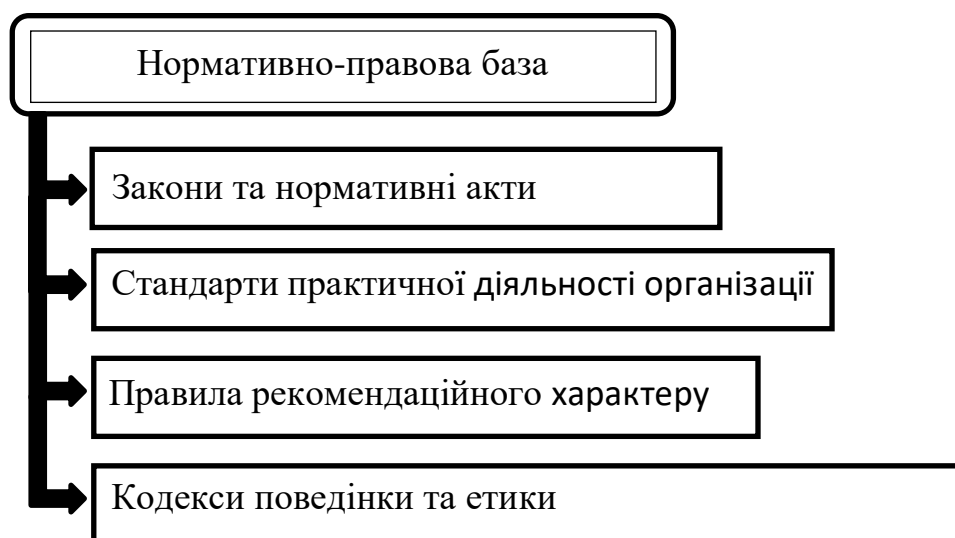 Нормативно-правова база
Закони та нормативні акти
Стандарти практичної діяльності організації
Правила рекомендаційного характеру
Кодекси поведінки та етики